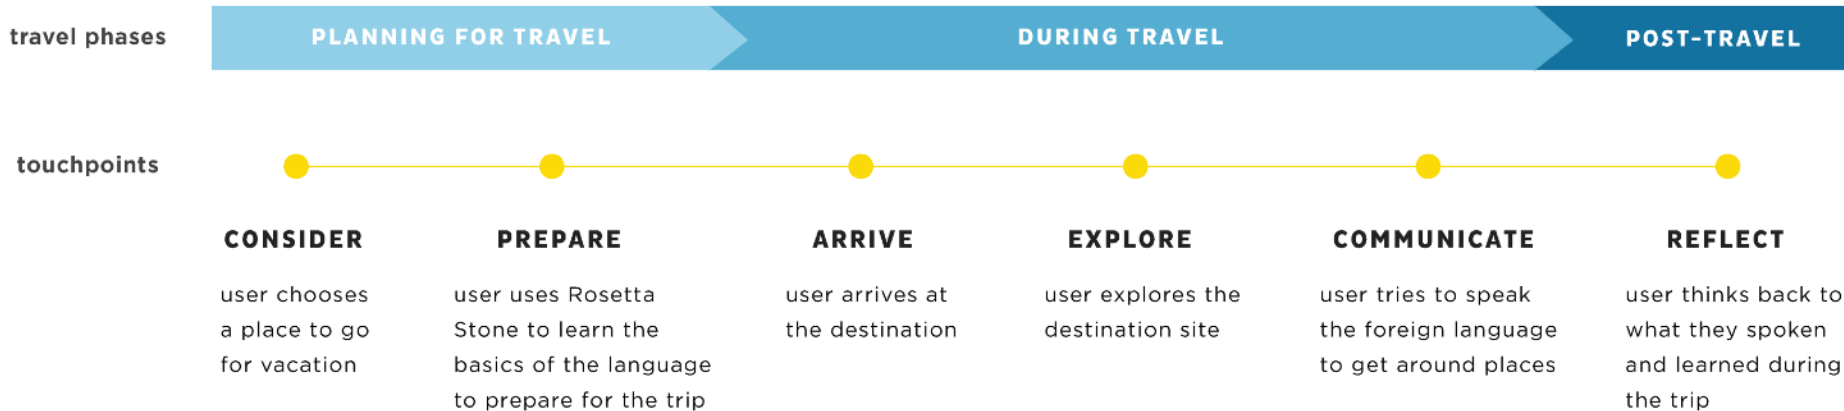 travel phases
PLANNING FOR TRAVEL
DURING TRAVEL
POST-TRAVEL
touchpoints
CONSIDER
user chooses
a place to go
for vacation
PREPARE
user uses Rosetta
Stone to learn the
basics of the language
to prepare for the trip
ARRIVE
user arrives at
the destination
EXPLORE
user explores the
destination site
COMMUNICATE
user tries to speak
the foreign language
to get around places
REFLECT
user thinks back to
what they spoken
and learned during
the trip